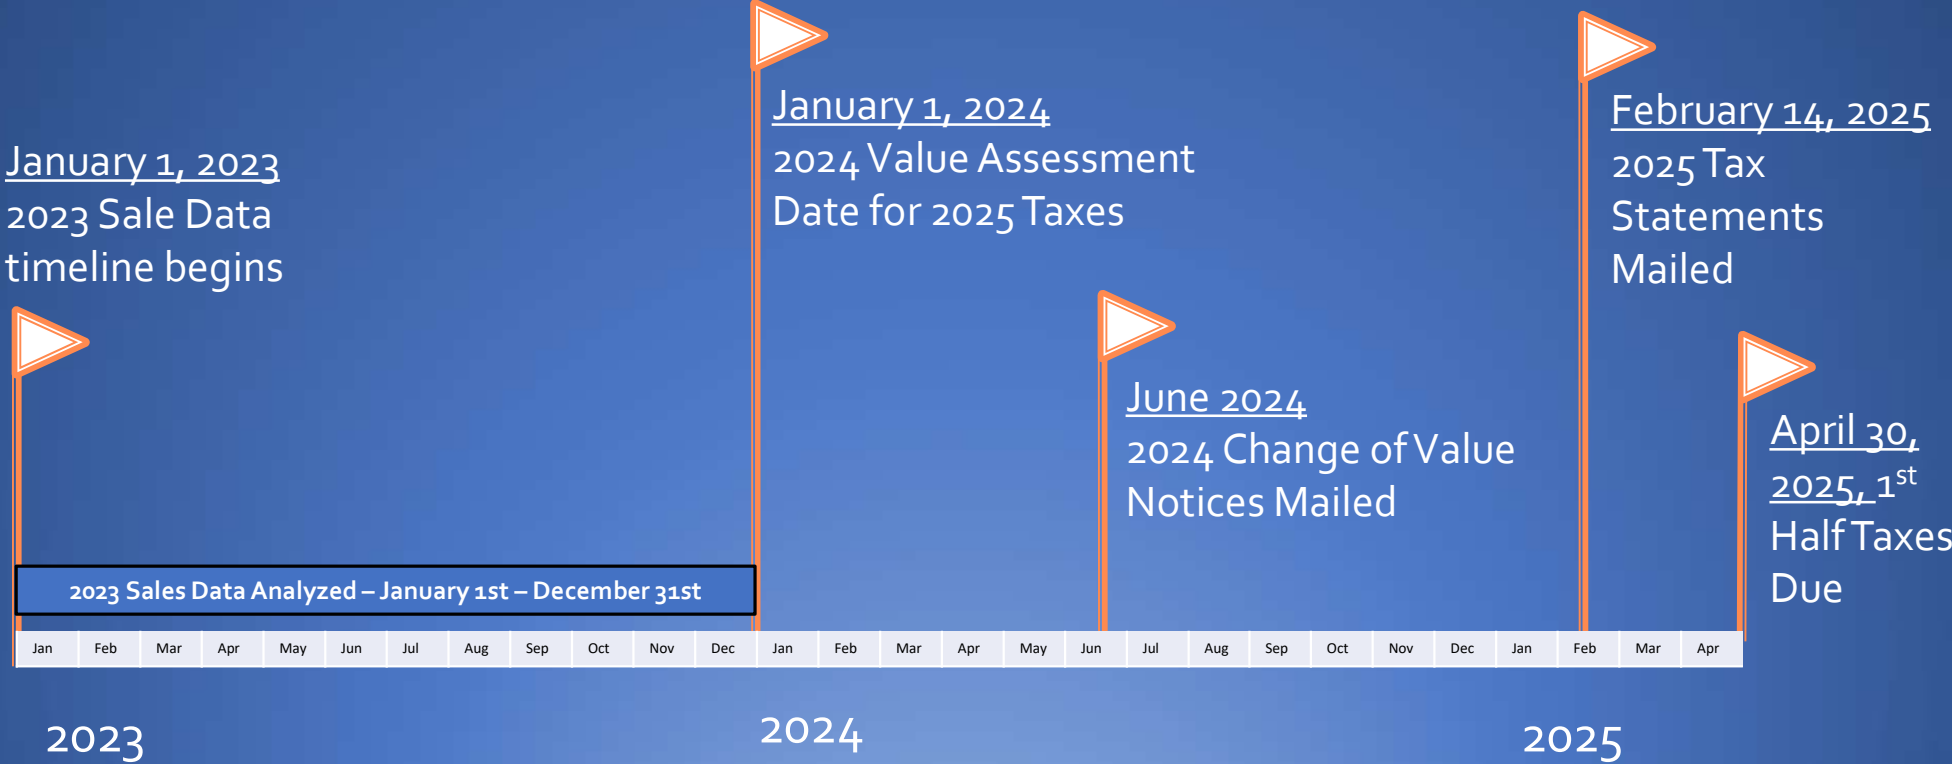 January 1, 2023
2023 Sale Data
timeline begins
January 1, 2024
2024 Value Assessment
Date for 2025 Taxes
June 2024
2024 Change of Value
Notices Mailed
February 14, 2025
2025 Tax
Statements
Mailed
April 30,
2025, 1st
Half Taxes
Due
2023 Sales Data Analyzed – January 1st – December 31st
Jan Feb Mar Apr May Jun Jul Aug Sep Oct Nov Dec Jan Feb Mar Apr May Jun Jul Aug Sep Oct Nov Dec Jan Feb Mar Apr
2023 2024 2025